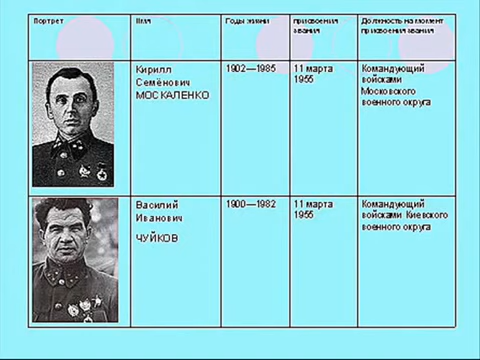 Портрет
Имя
Годы жизни
присвоения
звания
Должность на момент
присвоения звания
Кирилл
Семёнович
МОСКАЛЕНКО
1902—1985
11 марта
1955
Командующий
войсками
Московского
военного округа
Василий
Иванович
ЧУЙКОВ
1900—1982
11 марта
1955
Командующий
войсками Киевского
военного округа